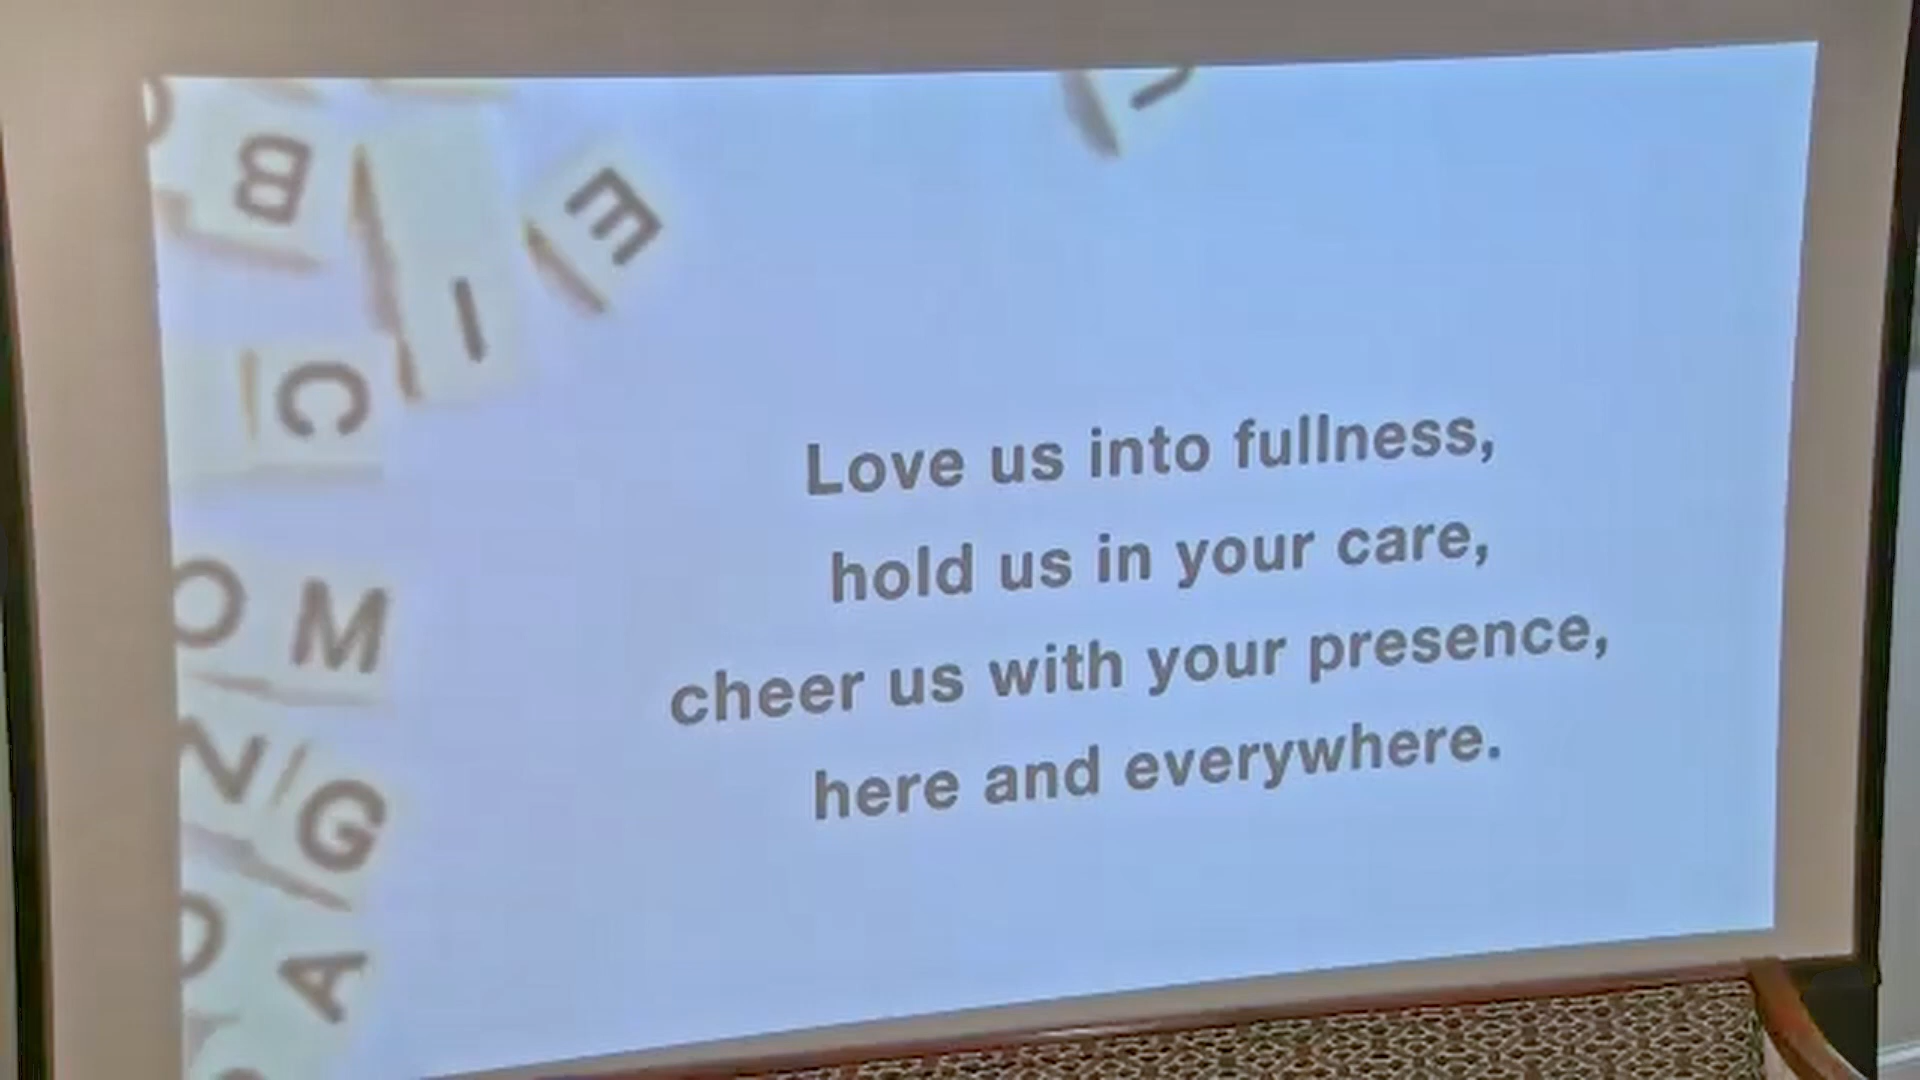 B
E
I
C
O M
N G
A
Love us into fullness,
hold us in your care,
cheer us with your presence,
here and everywhere.